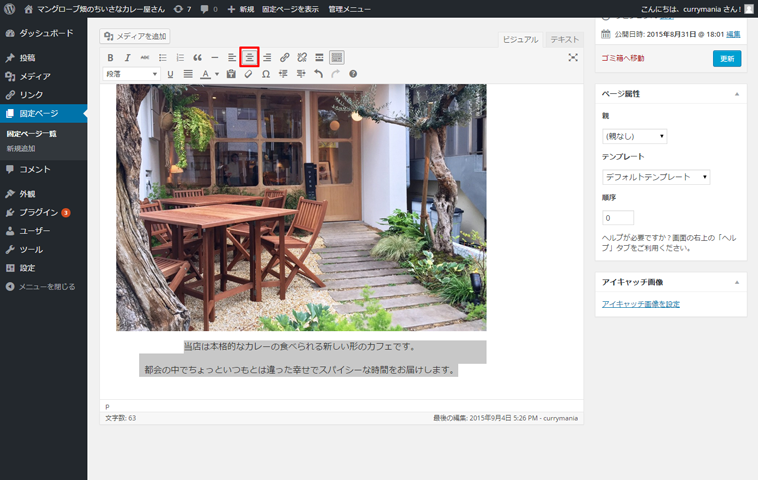 マングローブ畑のちいさなカレー屋さん 7 0 新規 固定ページを表示 管理メニュー こんにちは、currymania さん！
ダッシュボード
投稿
メディア
リンク
固定ページ
固定ページ一覧
新規追加
コメント
外観
プラグイン 3
ユーザー
ツール
設定
メニューを閉じる
メディアを追加
ビジュアル テキスト
B I ABC
段落 U A Ω
当店は本格的なカレーの食べられる新しい形のカフェです。
都会の中でちょっといつもとは違った幸せでスパイシーな時間をお届けします。
p
文字数: 63 最後の編集: 2015年9月4日 5:26 PM - currymania
公開日時: 2015年8月31日 @ 18:01 編集
ゴミ箱へ移動 更新
ページ属性
親
(親なし)
テンプレート
デフォルトテンプレート
順序
0
ヘルプが必要ですか ? 画面の右上の「ヘル
プ」タブをご利用ください。
アイキャッチ画像
アイキャッチ画像を設定